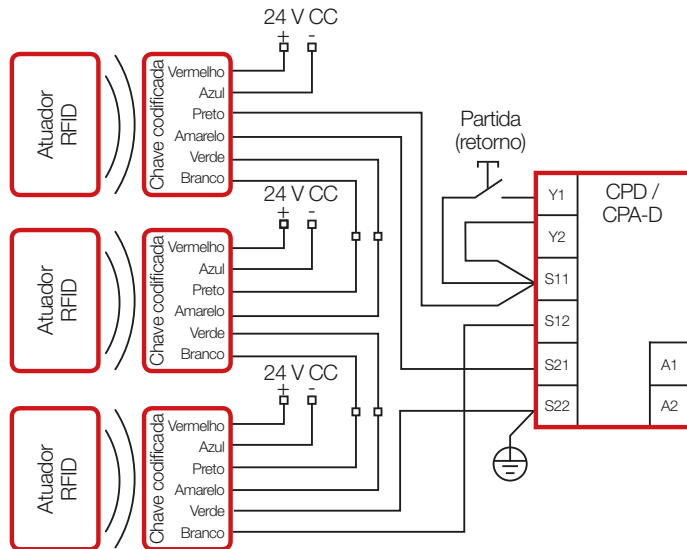 24 V CC
+ -
Atuador
RFID
Chave codificada
Vermelho
Azul
Preto
Amarelo
Verde
Branco
24 V CC
+ -
Atuador
RFID
Chave codificada
Vermelho
Azul
Preto
Amarelo
Verde
Branco
24 V CC
+ -
Atuador
RFID
Chave codificada
Vermelho
Azul
Preto
Amarelo
Verde
Branco
Partida
(retorno)
CPD /
CPA-D
Y1
Y2
S11
S12
S21
S22
A1
A2